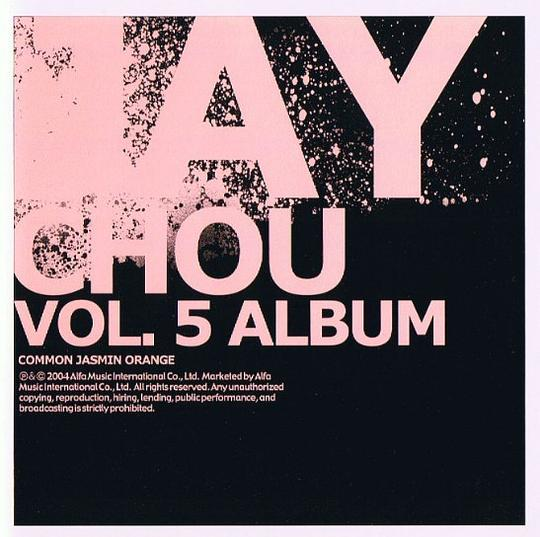 JAY
CHOU
VOL. 5 ALBUM
COMMON JASMIN ORANGE
℗ & © 2004 Alfa Music International Co., Ltd. Marketed by Alfa
Music International Co., Ltd. All rights reserved. Any unauthorized
copying, reproduction, hiring, lending, public performance, and
broadcasting is strictly prohibited.